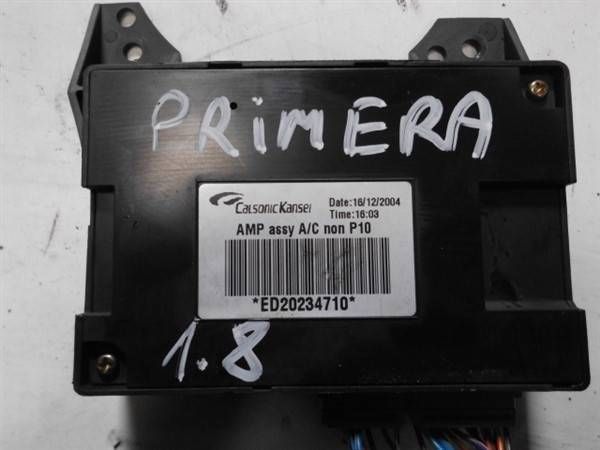 PRiMERA
CalsonicKansei
Date:16/12/2004
Time:16:03
AMP assy A/C non P10
*ED20234710*
1.8